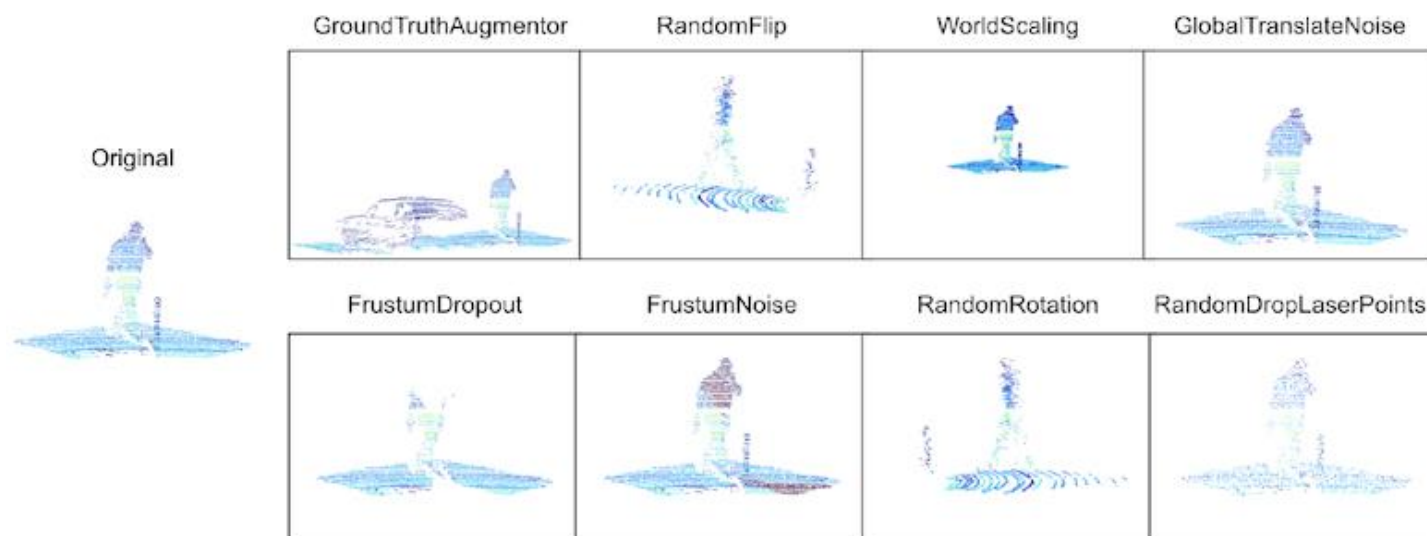 GroundTruthAugmentor RandomFlip WorldScaling GlobalTranslateNoise
Original
FrustumDropout FrustumNoise RandomRotation RandomDropLaserPoints